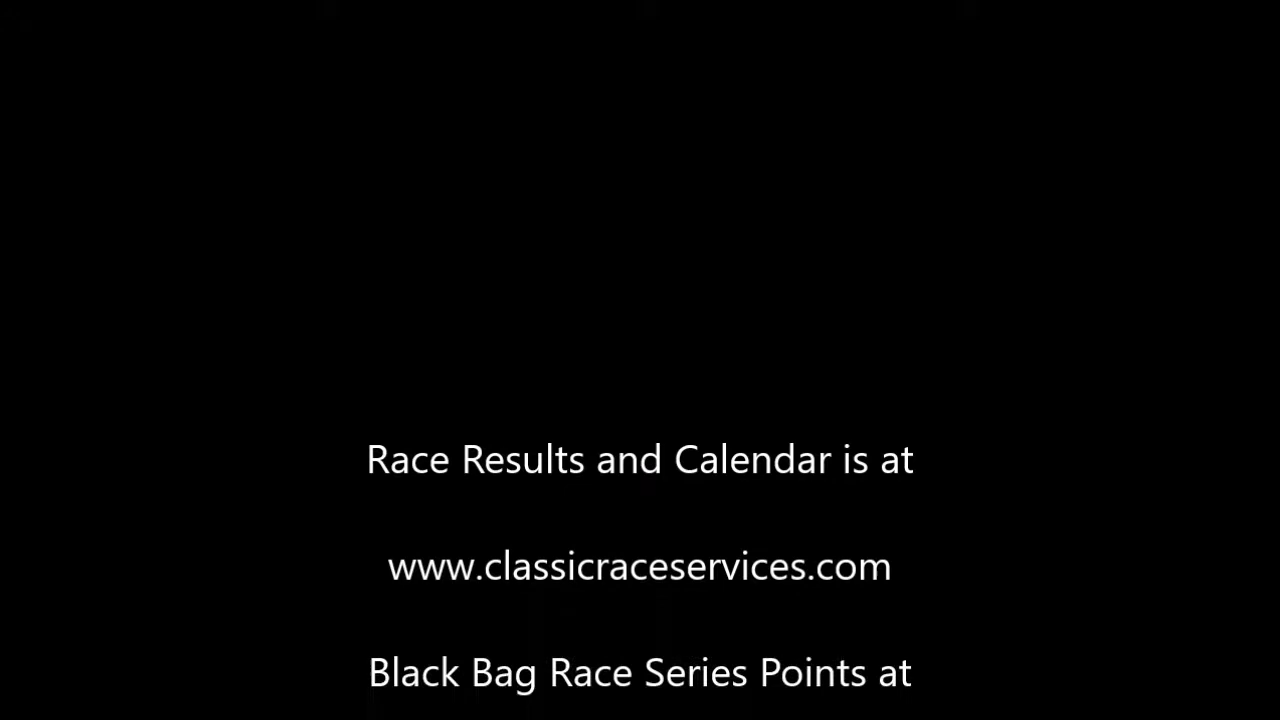 Race Results and Calendar is at
www.classicraceservices.com
Black Bag Race Series Points at